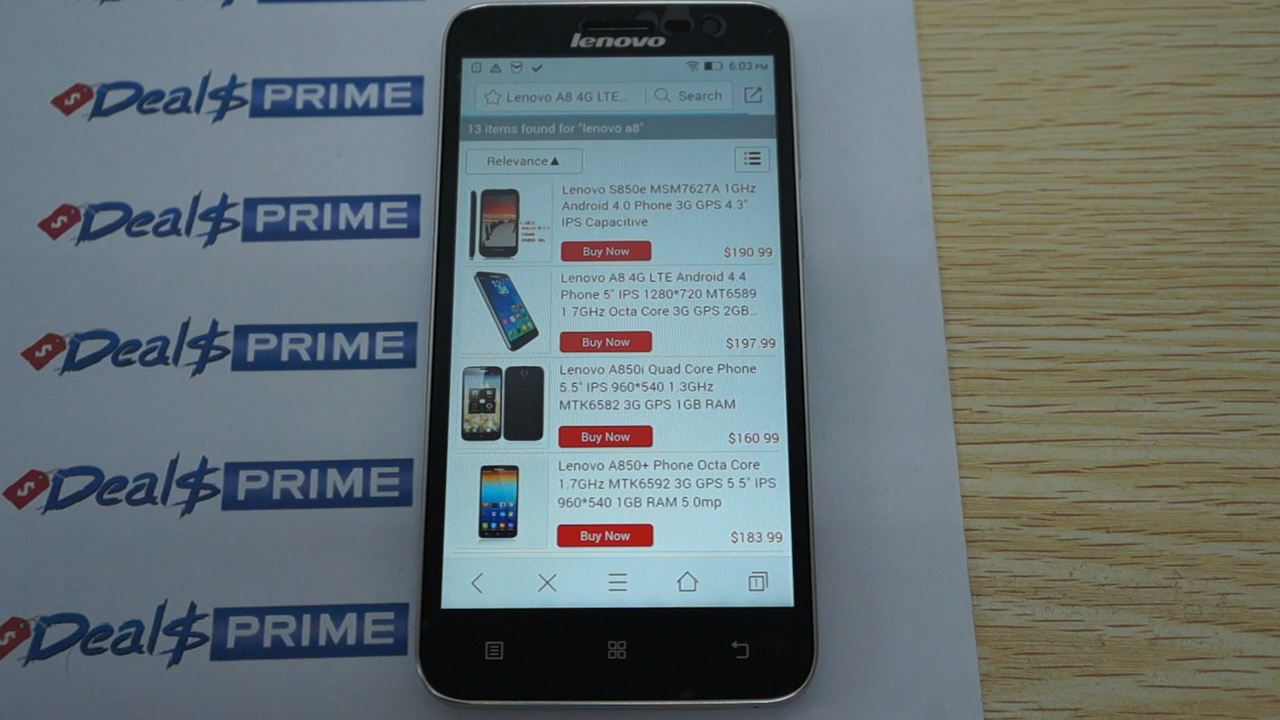 Deal$ PRIME
Deal$ PRIME
Deal$ PRIME
Deal$ PRIME
Deal$ PRIME
lenovo
6:03 PM
Lenovo A8 4G LTE...
Search
13 items found for "lenovo a8"
Relevance▲
Lenovo S850e MSM7627A 1GHz
Android 4.0 Phone 3G GPS 4.3"
IPS Capacitive
Buy Now
$190.99
Lenovo A8 4G LTE Android 4.4
Phone 5" IPS 1280*720 MT6589
1.7GHz Octa Core 3G GPS 2GB...
Buy Now
$197.99
Lenovo A850i Quad Core Phone
5.5" IPS 960*540 1.3GHz
MTK6582 3G GPS 1GB RAM
Buy Now
$160.99
Lenovo A850+ Phone Octa Core
1.7GHz MTK6592 3G GPS 5.5" IPS
960*540 1GB RAM 5.0mp
Buy Now
$183.99
1